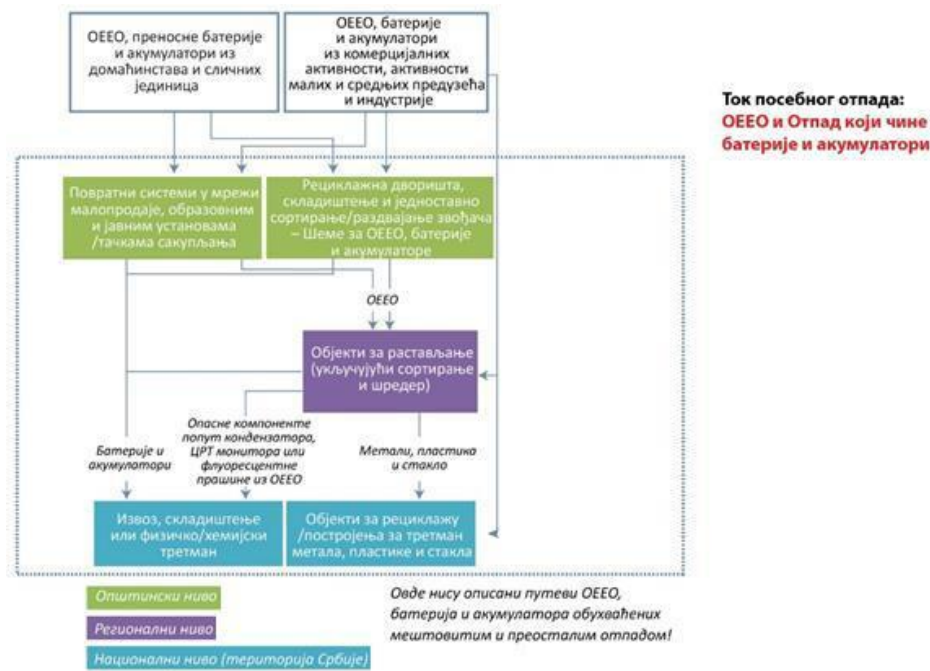 ОЕЕО, преносне батерије
и акумулатори из
домаћинстава и сличних
јединица
ОЕЕО, батерије
и акумулатори
из комерцијалних
активности, активности
малих и средњих предузећа
и индустрије
Ток посебног отпада:
ОЕЕО и Отпад који чине
батерије и акумулатори
Повратни системи у мрежи
малопродаје, образовним
и јавним установама
/тачкама сакупљања
Рециклажна дворишта,
складиштење и једноставно
сортирање/раздвајање звођача
– Шеме за ОЕЕО, батерије
и акумулаторе
ОЕЕО
Објекти за растављање
(укључујући сортирање
и шредер)
Батерије и
акумулатори
Опасне компоненте
попут кондензатора,
ЦРТ монитора или
флуоресцентне
прашине из ОЕЕО
Метали, пластика
и стакло
Извоз, складиштење
или физичко/хемијски
третман
Објекти за рециклажу
/постројења за третман
метала, пластике и стакла
Општински ниво
Регионални ниво
Национални ниво (територија Србије)
Овде нису описани путеви ОЕЕО,
батерија и акумулатора обухваћених
мештовитим и преосталим отпадом!